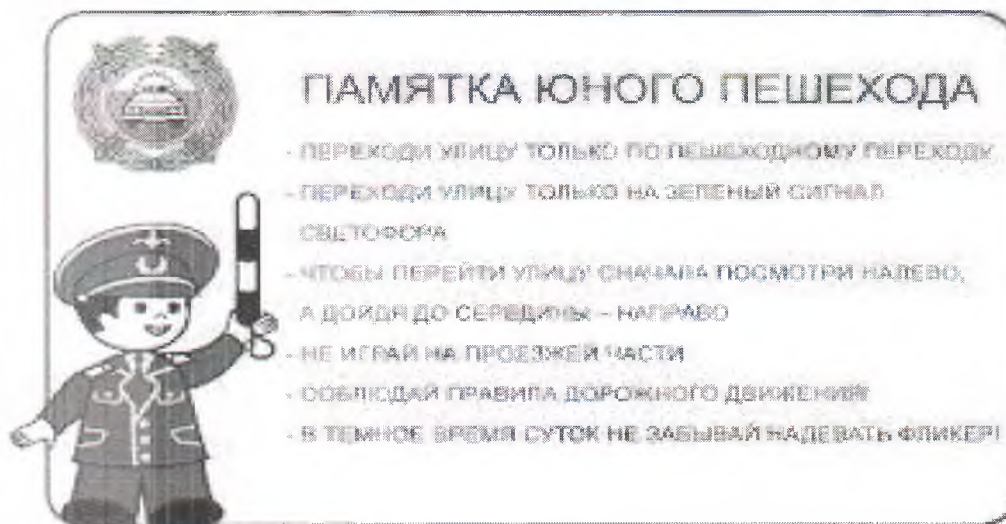 ПАМЯТКА ЮНОГО ПЕШЕХОДА
- ПЕРЕХОДИ УЛИЦУ ТОЛЬКО ПО ПЕШЕХОДНОМУ ПЕРЕХОДУ
- ПЕРЕХОДИ УЛИЦУ ТОЛЬКО НА ЗЕЛЕНЫЙ СИГНАЛ
СВЕТОФОРА
- ЧТОБЫ ПЕРЕЙТИ УЛИЦУ СНАЧАЛА ПОСМОТРИ НАЛЕВО,
А ДОЙДЯ ДО СЕРЕДИНЫ – НАПРАВО
- НЕ ИГРАЙ НА ПРОЕЗЖЕЙ ЧАСТИ
- СОБЛЮДАЙ ПРАВИЛА ДОРОЖНОГО ДВИЖЕНИЯ!
- В ТЕМНОЕ ВРЕМЯ СУТОК НЕ ЗАБЫВАЙ НАДЕВАТЬ ФЛИКЕР!